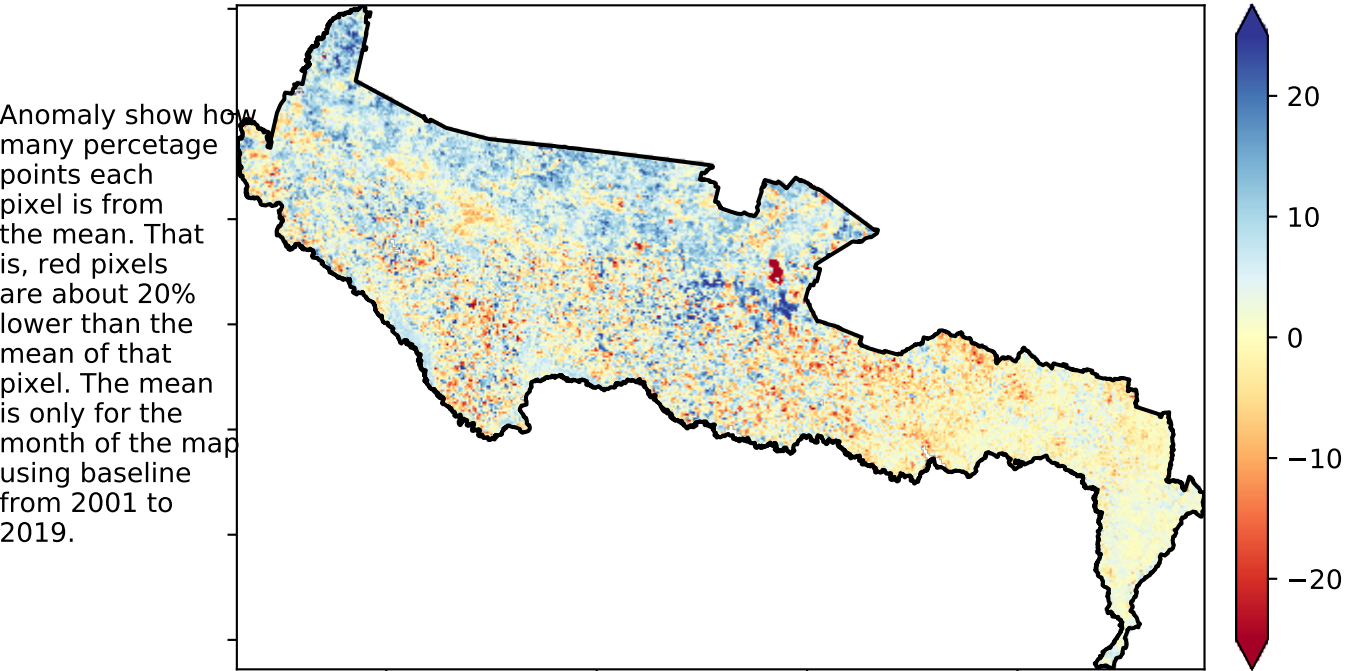 Anomaly show how
many percetage
points each
pixel is from
the mean. That
is, red pixels
are about 20%
lower than the
mean of that
pixel. The mean
is only for the
month of the map
using baseline
from 2001 to
2019.
20
10
0
−10
−20